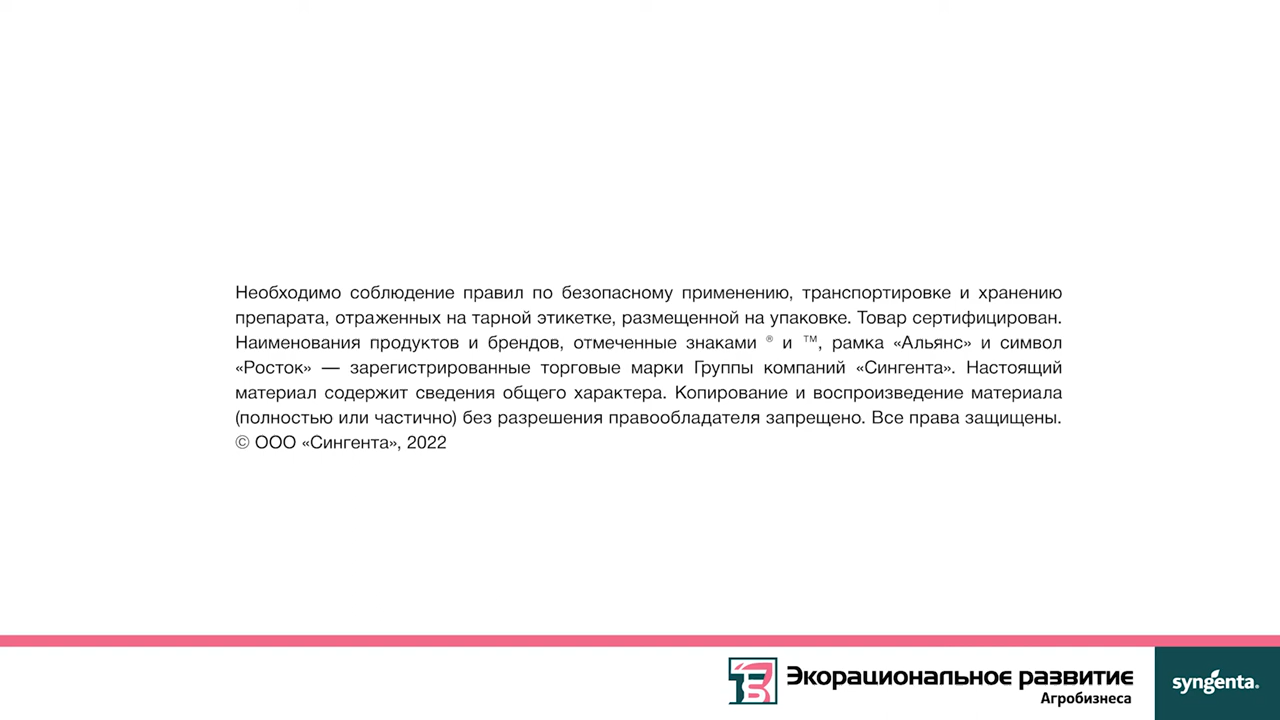 Необходимо соблюдение правил по безопасному применению, транспортировке и хранению
препарата, отраженных на тарной этикетке, размещенной на упаковке. Товар сертифицирован.
Наименования продуктов и брендов, отмеченные знаками ® и ™, рамка «Альянс» и символ
«Росток» — зарегистрированные торговые марки Группы компаний «Сингента». Настоящий
материал содержит сведения общего характера. Копирование и воспроизведение материала
(полностью или частично) без разрешения правообладателя запрещено. Все права защищены.
© ООО «Сингента», 2022
Экорациональное развитие
Агробизнеса
syngenta.